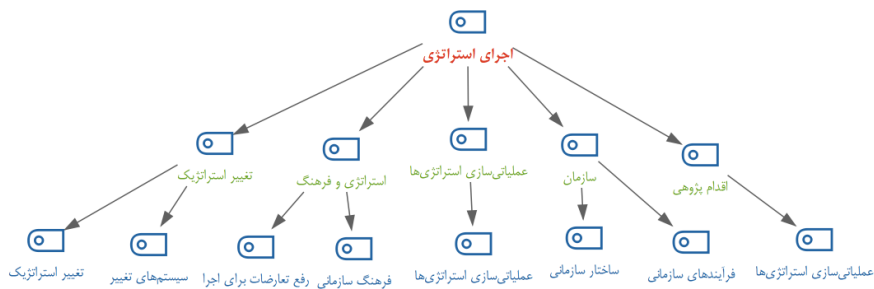 اجرای استراتژی
اقدام پژوهی
سازمان
عملیاتی‌سازی استراتژی‌ها
استراتژی و فرهنگ
تغییر استراتژیک
عملیاتی‌سازی استراتژی‌ها
فرآیندهای سازمانی
ساختار سازمانی
عملیاتی‌سازی استراتژی‌ها
فرهنگ سازمانی
رفع تعارضات برای اجرا
سیستم‌های تغییر
تغییر استراتژیک